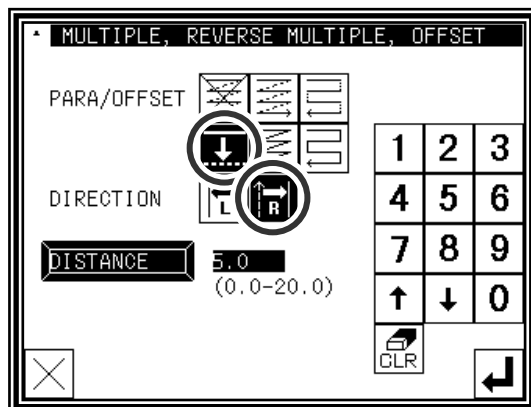 MULTIPLE, REVERSE MULTIPLE, OFFSET
PARA/OFFSET
DIRECTION L R
DISTANCE 5.0
(0.0-20.0)
1 2 3
4 5 6
7 8 9
↑ ↓ 0
CLR